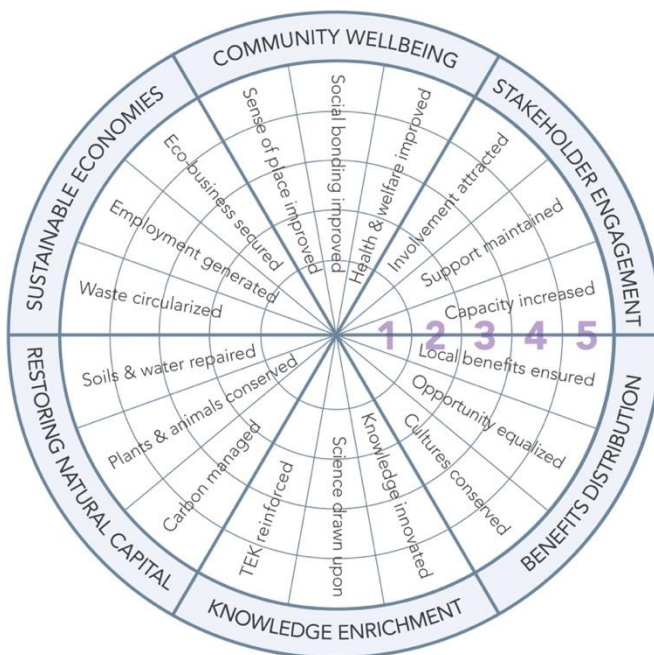 COMMUNITY WELLBEING
STAKEHOLDER ENGAGEMENT
BENEFITS DISTRIBUTION
KNOWLEDGE ENRICHMENT
RESTORING NATURAL CAPITAL
SUSTAINABLE ECONOMIES
Sense of place improved
Social bonding improved
Health & welfare improved
Involvement attracted
Support maintained
Capacity increased
1 2 3 4 5
Local benefits ensured
Opportunity equalized
Cultures conserved
Knowledge innovated
Science drawn upon
TEK reinforced
Carbon managed
Plants & animals conserved
Soils & water repaired
Waste circularized
Employment generated
Eco-business secured